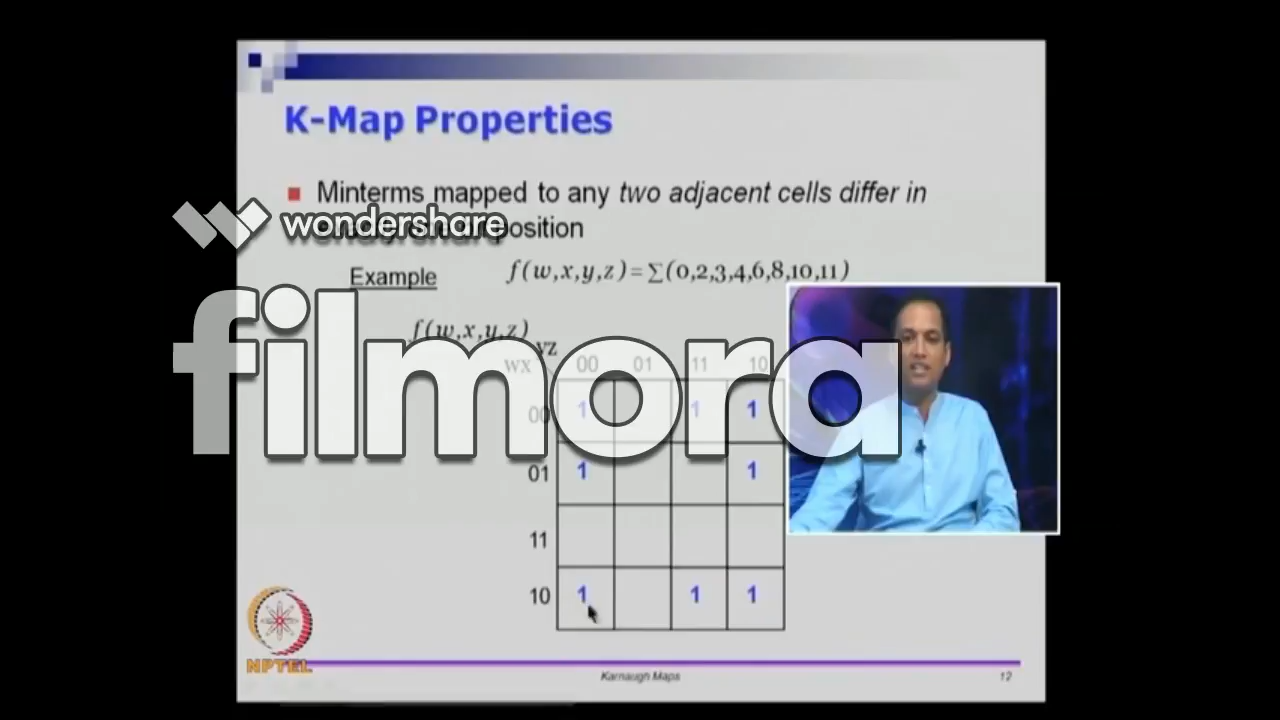 K-Map Properties
Minterms mapped to any two adjacent cells differ in
position
wondershare
Example f(w,x,y,z)=∑(0,2,3,4,6,8,10,11)
f(w,x,y,z)
yz
wx 00 01 11 10
filmora
00 1 1 1
01 1 1
11
10 1 1 1
NPTEL
Karnaugh Maps 12